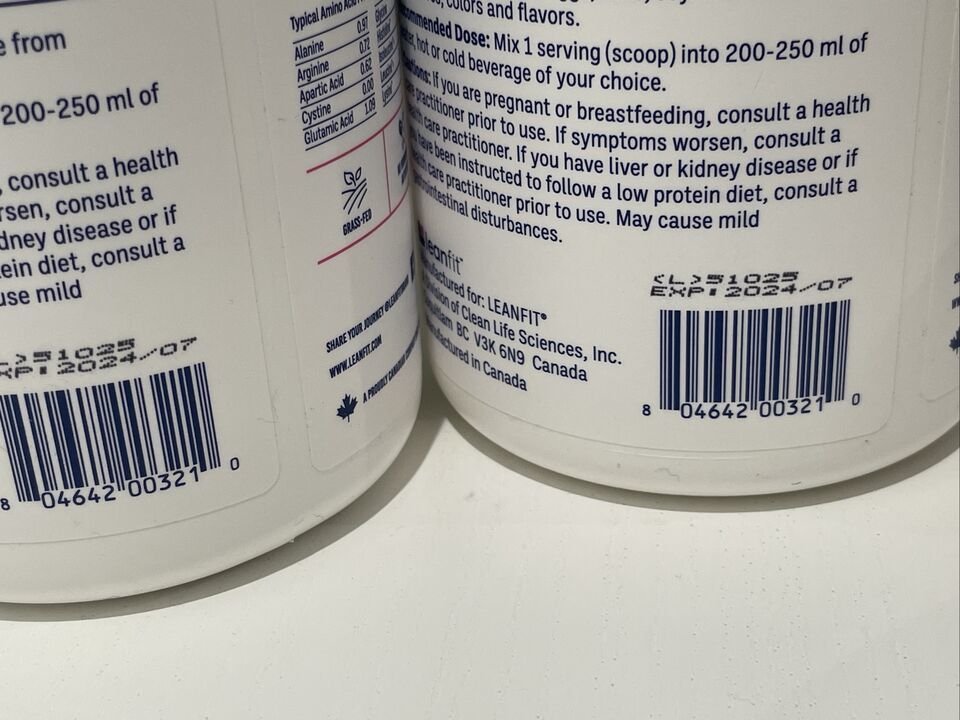 e from
200-250 ml of
, consult a health
rsen, consult a
dney disease or if
ein diet, consult a
use mild
>51025
XP:2024/07
8 04642 00321 0
Typical Amino Acid
Alanine 0.97
Arginine 0.72
Apartic Acid 0.62
Cystine 0.00
Glutamic Acid 1.09
GRASS-FED
SHARE YOUR JOURNEY @LEANFIT
WWW.LEANFIT.COM
A PROUDLY CANADIAN
colors and flavors.
ommended Dose: Mix 1 serving (scoop) into 200-250 ml of
hot or cold beverage of your choice.
If you are pregnant or breastfeeding, consult a health
practitioner prior to use. If symptoms worsen, consult a
care practitioner. If you have liver or kidney disease or if
have been instructed to follow a low protein diet, consult a
care practitioner prior to use. May cause mild
disturbances.
leanfit™
ufactured for: LEANFIT®
ivision of Clean Life Sciences, Inc.
BC V3K 6N9 Canada
in Canada
<L>51025
EXP:2024/07
8 04642 00321 0